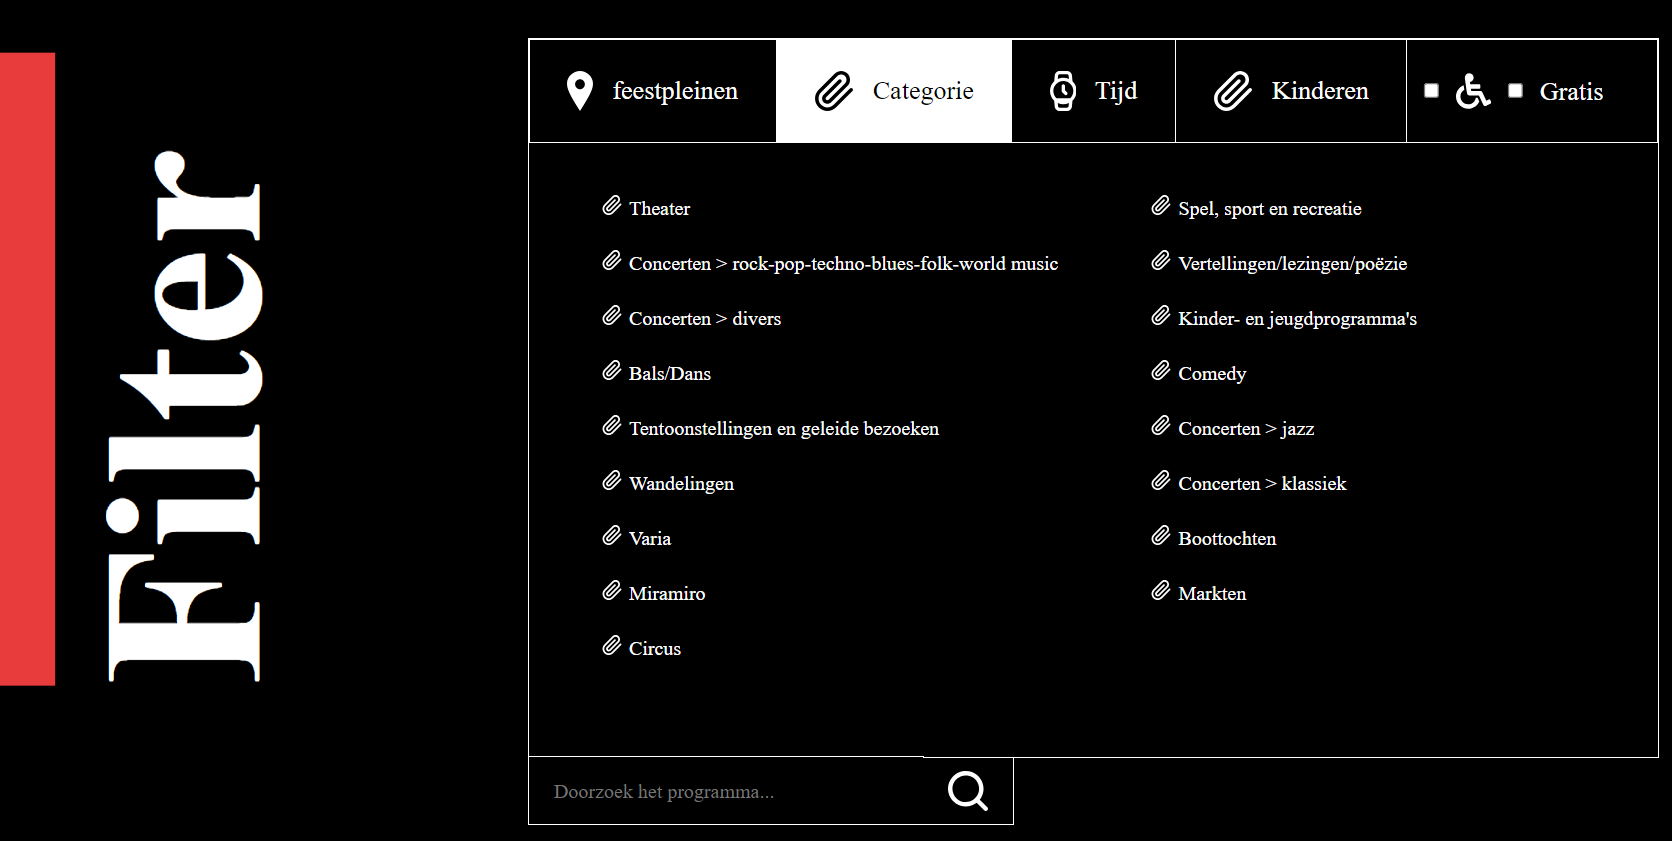 Filter
feestpleinen
Categorie
Tijd
Kinderen
Gratis
Theater
Concerten > rock-pop-techno-blues-folk-world music
Concerten > divers
Bals/Dans
Tentoonstellingen en geleide bezoeken
Wandelingen
Varia
Miramiro
Circus
Spel, sport en recreatie
Vertellingen/lezingen/poëzie
Kinder- en jeugdprogramma's
Comedy
Concerten > jazz
Concerten > klassiek
Boottochten
Markten
Doorzoek het programma...